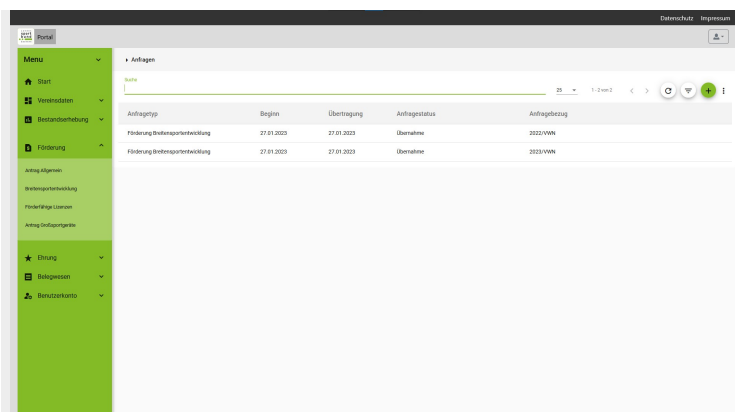 Datenschutz Impressum
sport bund Portal
Menu
Anfragen
Start
Suche
25 1 - 2 von 2
Vereinsdaten
Bestandserhebung
Anfragetyp Beginn Übertragung Anfragestatus Anfragebezug
Förderung Breitensportentwicklung 27.01.2023 27.01.2023 Übernahme 2022/VWN
Förderung Breitensportentwicklung 27.01.2023 27.01.2023 Übernahme 2023/VWN
Förderung
Antrag Allgemein
Breitensportentwicklung
Förderfähige Lizenzen
Antrag Großsportgeräte
Ehrung
Belegwesen
Benutzerkonto